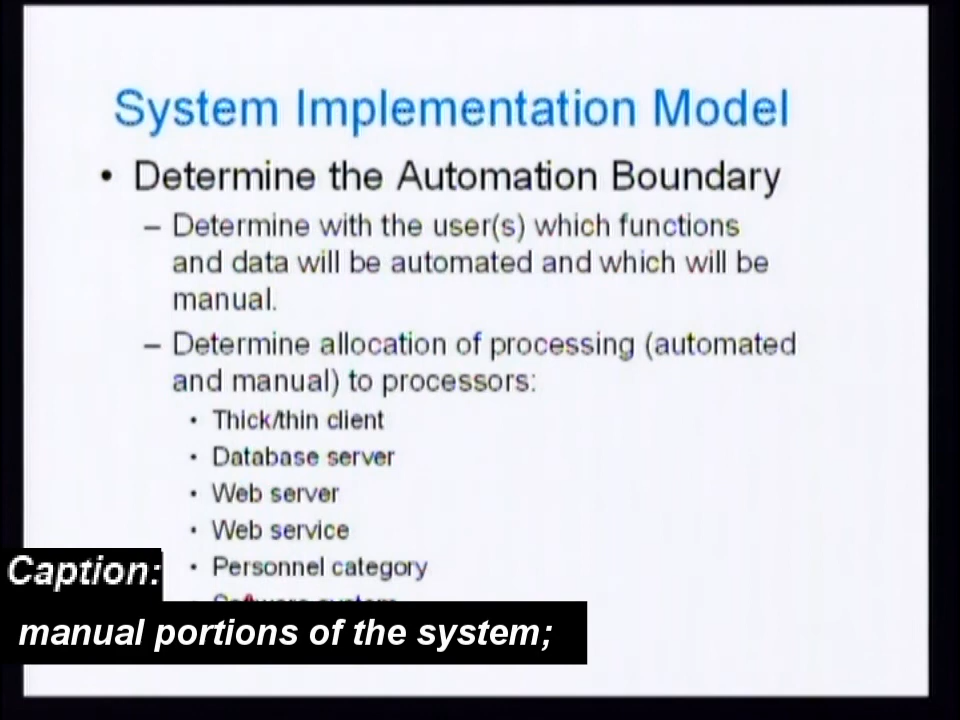 System Implementation Model
• Determine the Automation Boundary
– Determine with the user(s) which functions
and data will be automated and which will be
manual.
– Determine allocation of processing (automated
and manual) to processors:
• Thick/thin client
• Database server
• Web server
• Web service
• Personnel category
• Software system
Caption:
manual portions of the system;